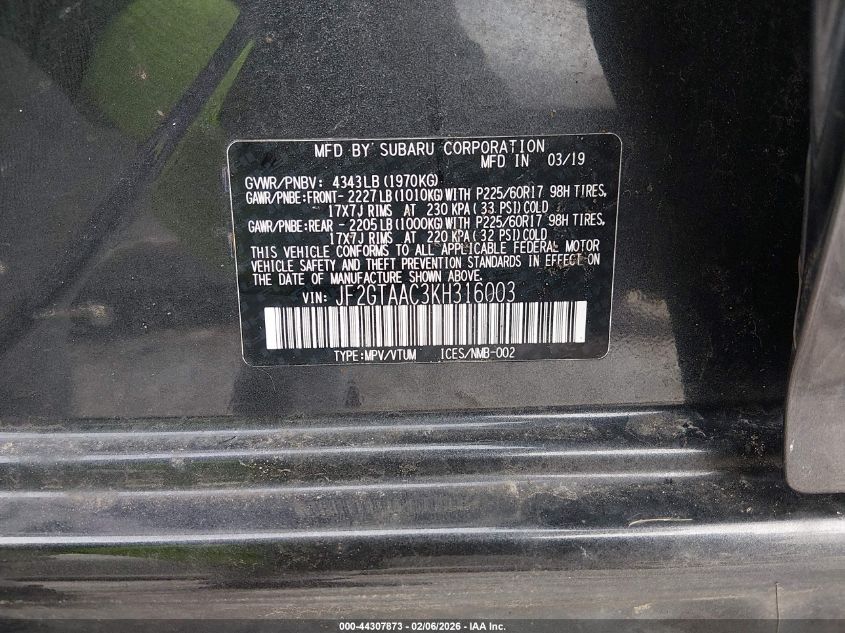 MFD BY SUBARU CORPORATION
MFD IN 03/19
GVWR/PNBV: 4343LB(1970KG)
GAWR/PNBE:FRONT- 2227LB(1010KG)WITH P225/60R17 98H TIRES,
17X7J RIMS AT 230 KPA(33 PSI)COLD
GAWR/PNBE:REAR - 2205LB(1000KG)WITH P225/60R17 98H TIRES,
17X7J RIMS AT 220 KPA(32 PSI)COLD
THIS VEHICLE CONFORMS TO ALL APPLICABLE FEDERAL MOTOR
VEHICLE SAFETY AND THEFT PREVENTION STANDARDS IN EFFECT ON
THE DATE OF MANUFACTURE SHOWN ABOVE.
VIN: JF2GTAAC3KH316003
TYPE:MPV/VTUM ICES/NMB-002
000-44307873 - 02/06/2026 - IAA Inc.